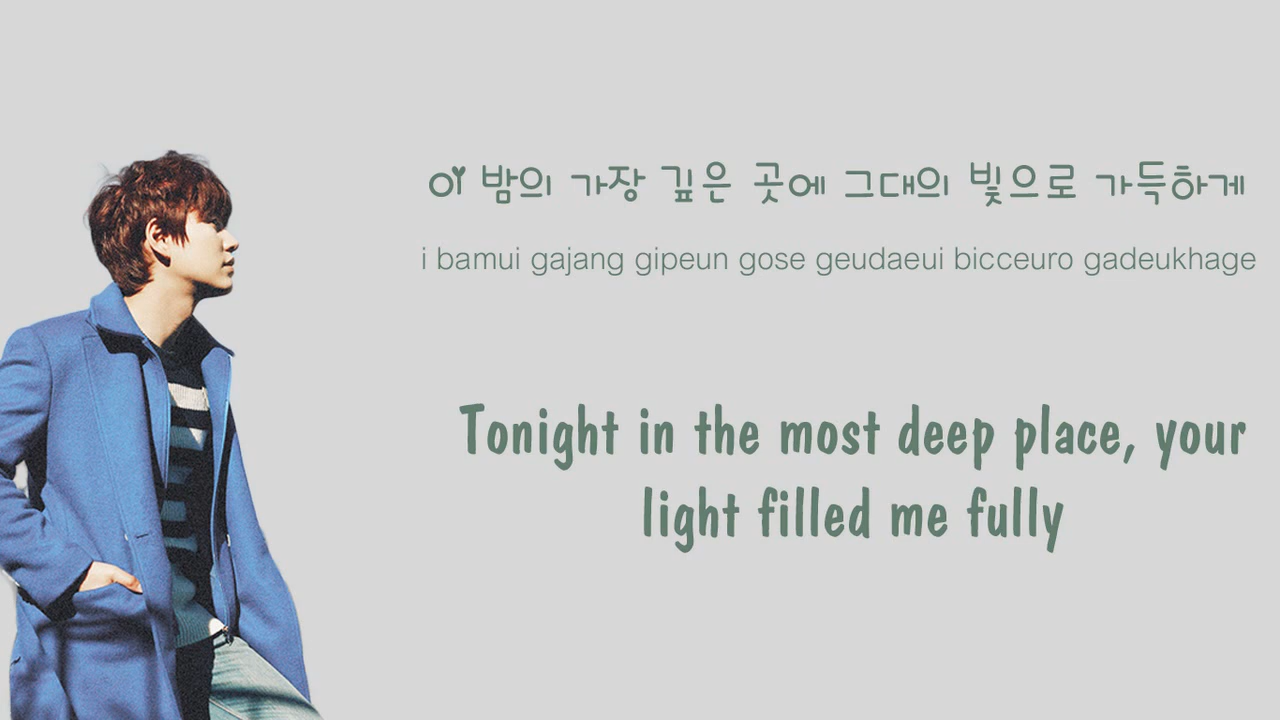 이 밤의 가장 깊은 곳에 그대의 빛으로 가득하게
i bamui gajang gipeun gose geudaeui bicceuro gadeukhage
Tonight in the most deep place, your
light filled me fully